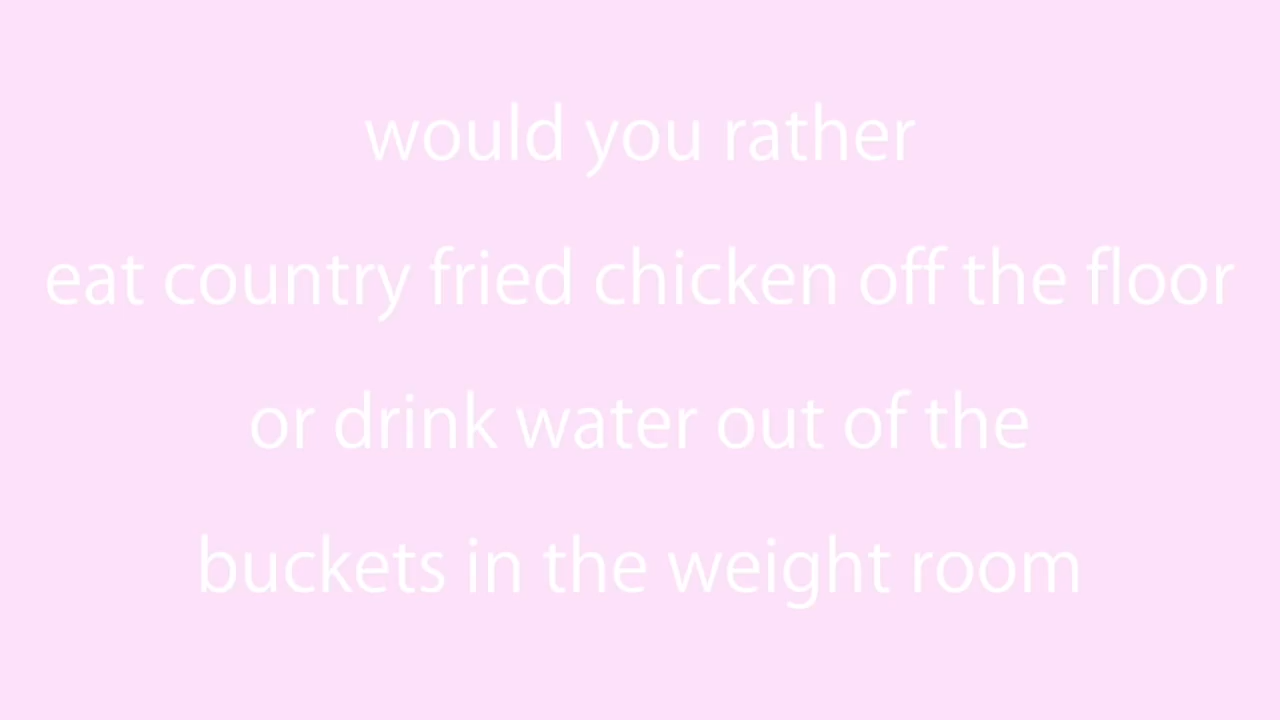 would you rather
eat country fried chicken off the floor
or drink water out of the
buckets in the weight room